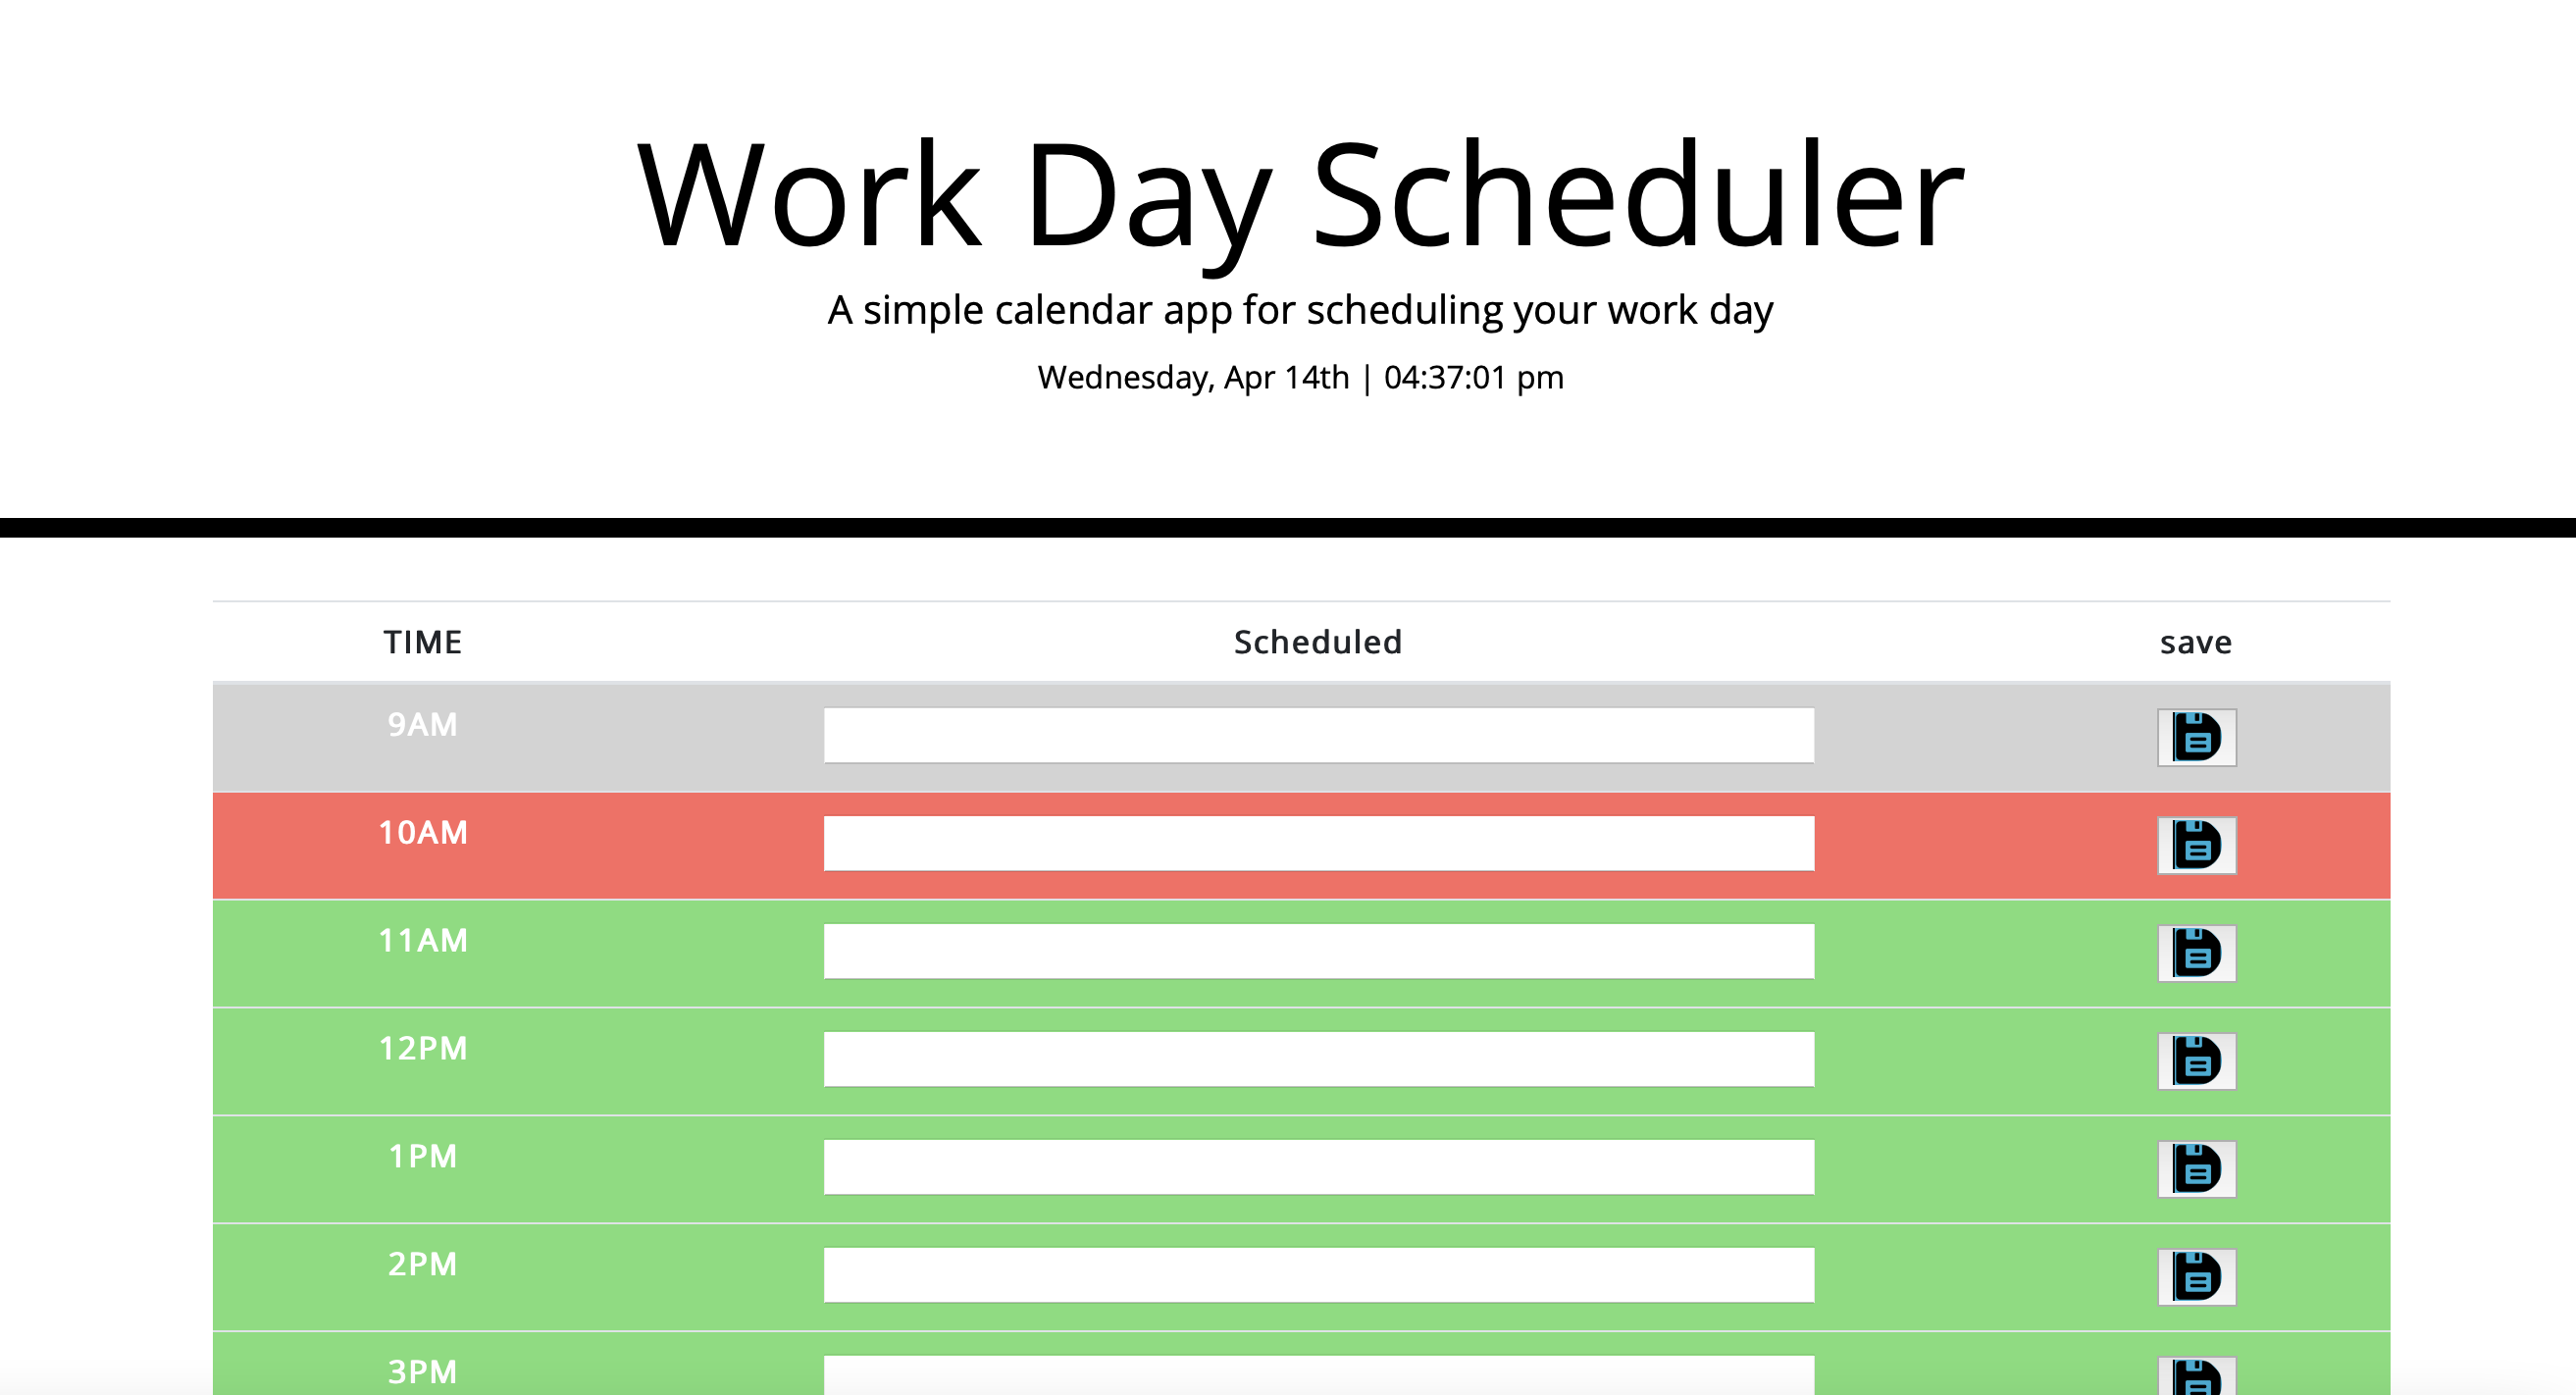 Work Day Scheduler
A simple calendar app for scheduling your work day
Wednesday, Apr 14th | 04:37:01 pm
TIME Scheduled save
9AM
10AM
11AM
12PM
1PM
2PM
3PM